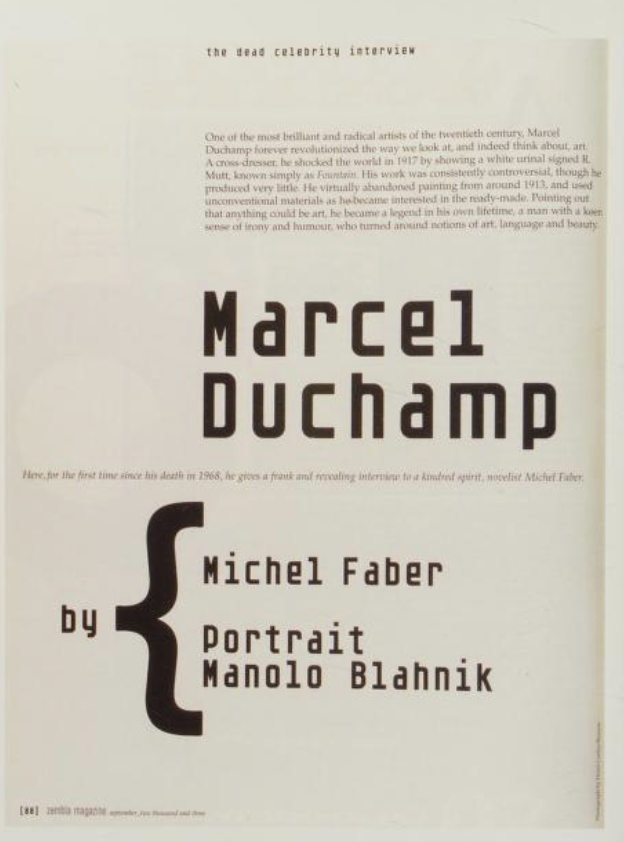 the dead celebrity interview
One of the most brilliant and radical artists of the twentieth century, Marcel
Duchamp forever revolutionized the way we look at, and indeed think about, art.
A cross-dresser, he shocked the world in 1917 by showing a white urinal signed R.
Mutt, known simply as Fountain. His work was consistently controversial, though he
produced very little. He virtually abandoned painting from around 1913, and used
unconventional materials as he became interested in the ready-made. Pointing out
that anything could be art, he became a legend in his own lifetime, a man with a keen
sense of irony and humour, who turned around notions of art, language and beauty.
Marcel
Duchamp
Here, for the first time since his death in 1968, he gives a frank and revealing interview to a kindred spirit, novelist Michel Faber.
by {
Michel Faber
Portrait
Manolo Blahnik
[88] zembla magazine september, two thousand and three